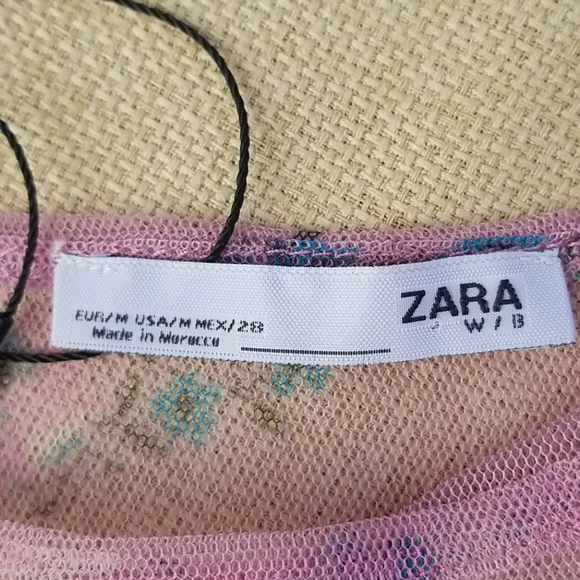 ZARA
W/B
EUR/M USA/M MEX/28
Made in Morocco